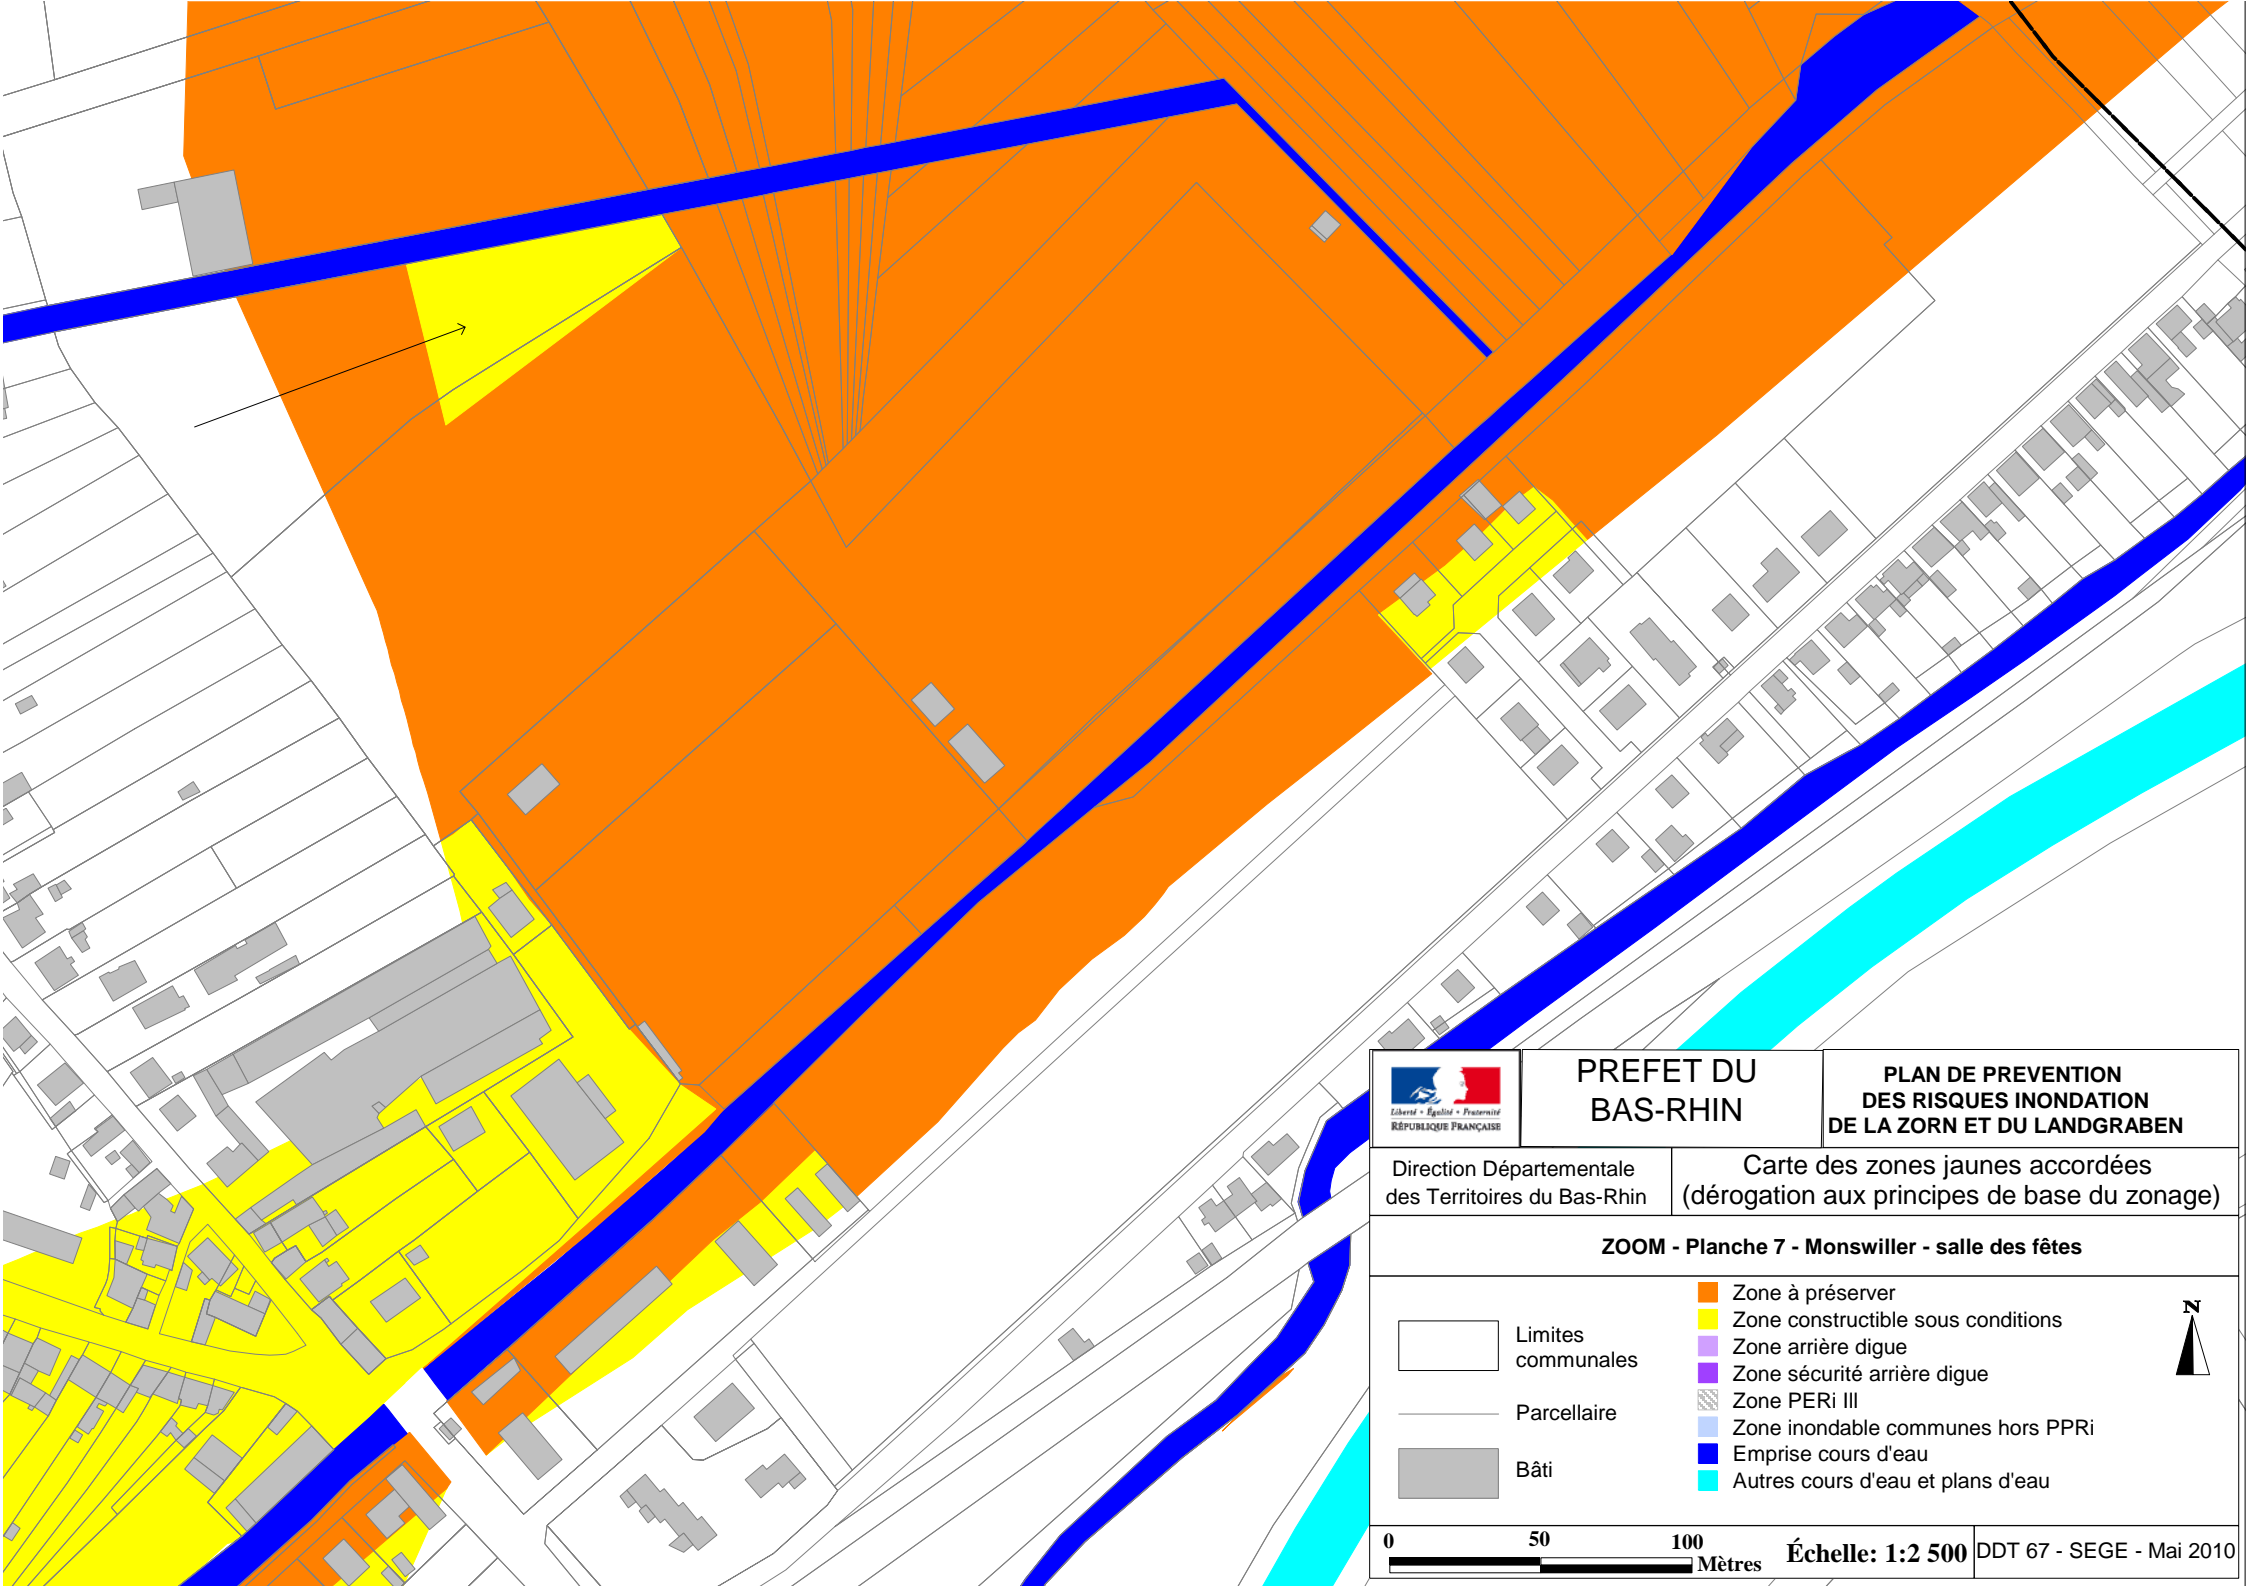 Liberté • Égalité • Fraternité
RÉPUBLIQUE FRANÇAISE
PREFET DU
BAS-RHIN
PLAN DE PREVENTION
DES RISQUES INONDATION
DE LA ZORN ET DU LANDGRABEN
Direction Départementale
des Territoires du Bas-Rhin
Carte des zones jaunes accordées
(dérogation aux principes de base du zonage)
ZOOM - Planche 7 - Monswiller - salle des fêtes
Limites
communales
Parcellaire
Bâti
Zone à préserver
Zone constructible sous conditions
Zone arrière digue
Zone sécurité arrière digue
Zone PERi III
Zone inondable communes hors PPRi
Emprise cours d'eau
Autres cours d'eau et plans d'eau
N
0 50 100
Mètres
Échelle: 1:2 500
DDT 67 - SEGE - Mai 2010